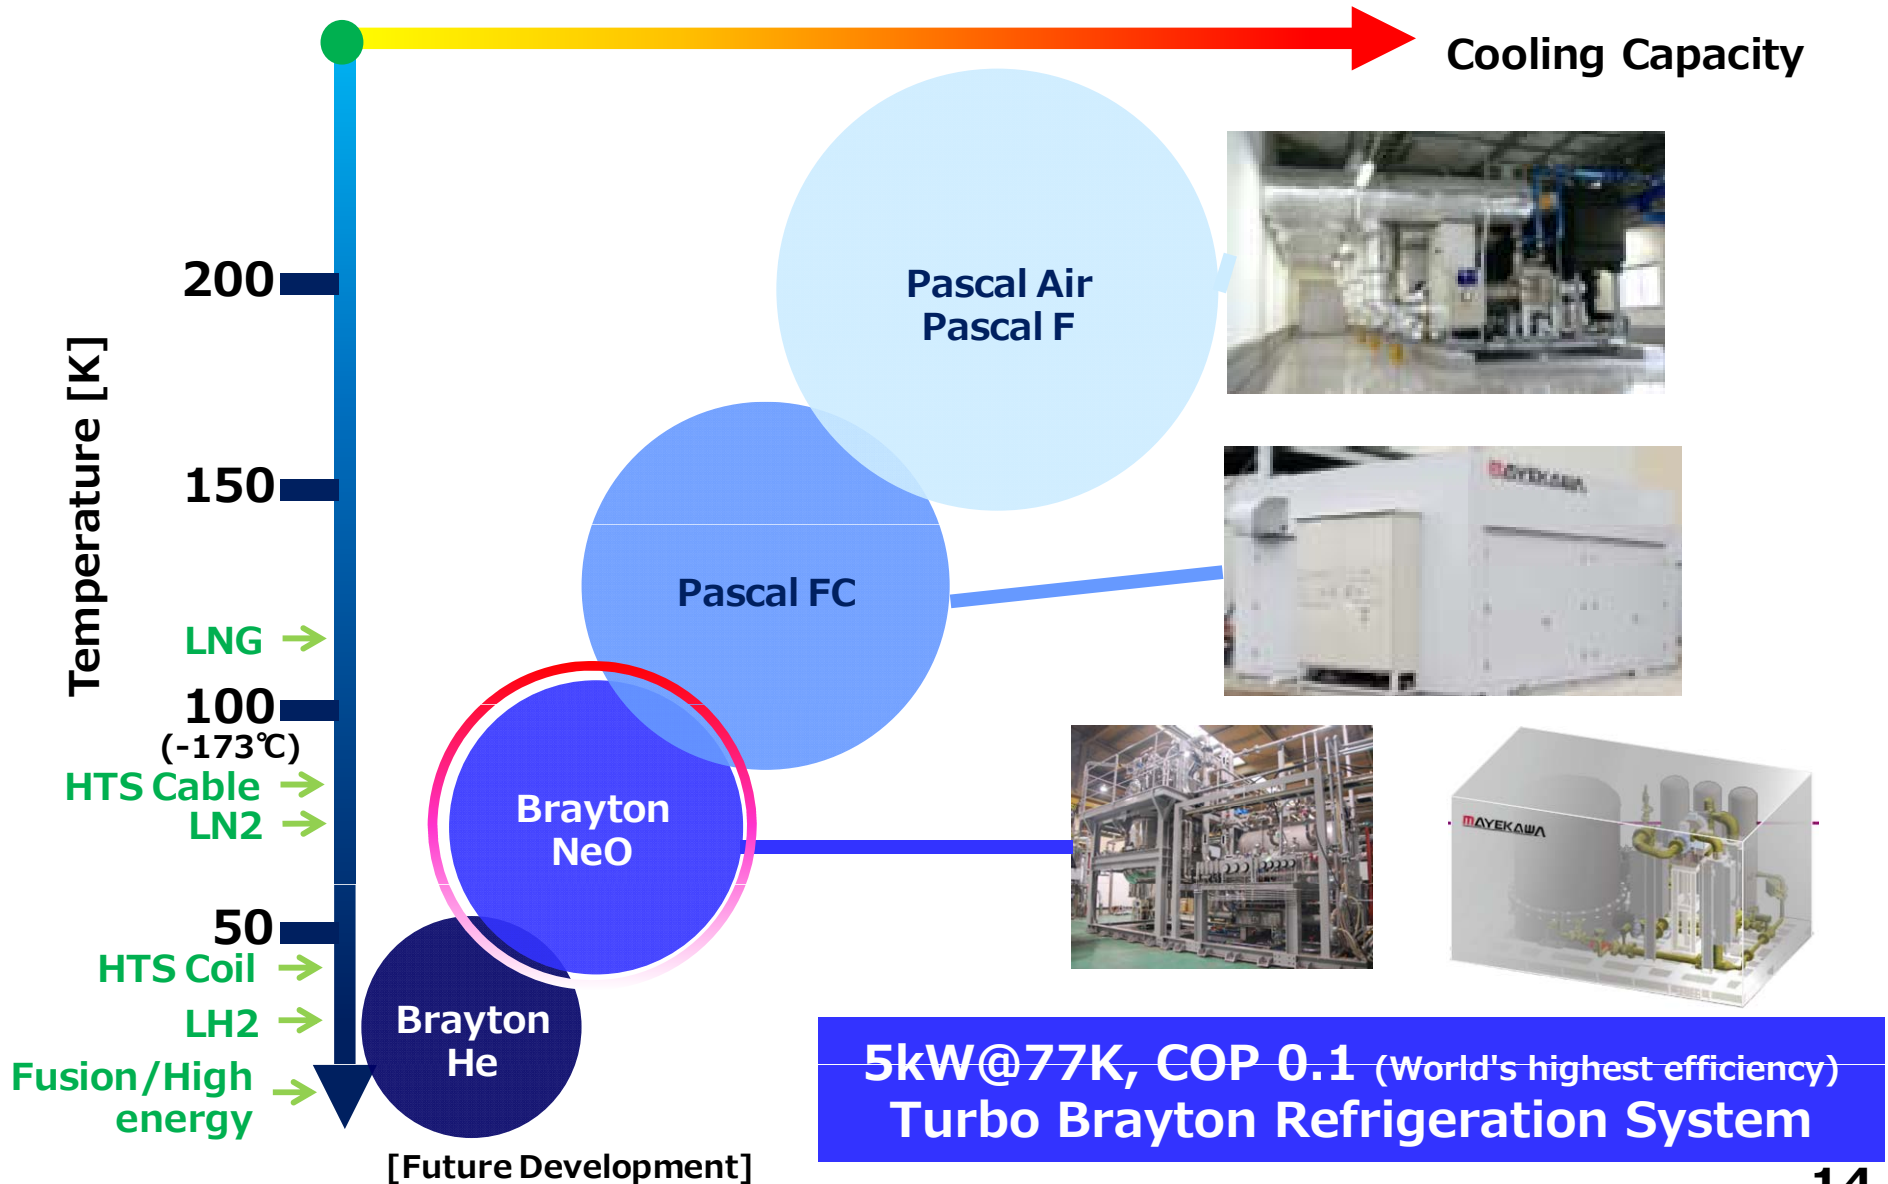 Cooling Capacity
Temperature [K]
200
150
LNG
100
(-173℃)
HTS Cable
LN2
50
HTS Coil
LH2
Fusion/High
energy
Pascal Air
Pascal F
Pascal FC
Brayton
NeO
Brayton
He
[Future Development]
MAYEKAWA
MAYEKAWA
5kW@77K, COP 0.1 (World's highest efficiency)
Turbo Brayton Refrigeration System
14